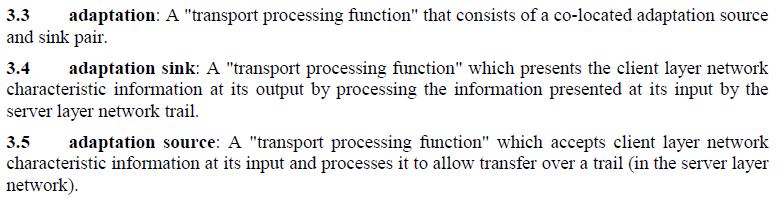 3.3 adaptation: A "transport processing function" that consists of a co-located adaptation source
and sink pair.
3.4 adaptation sink: A "transport processing function" which presents the client layer network
characteristic information at its output by processing the information presented at its input by the
server layer network trail.
3.5 adaptation source: A "transport processing function" which accepts client layer network
characteristic information at its input and processes it to allow transfer over a trail (in the server layer
network).